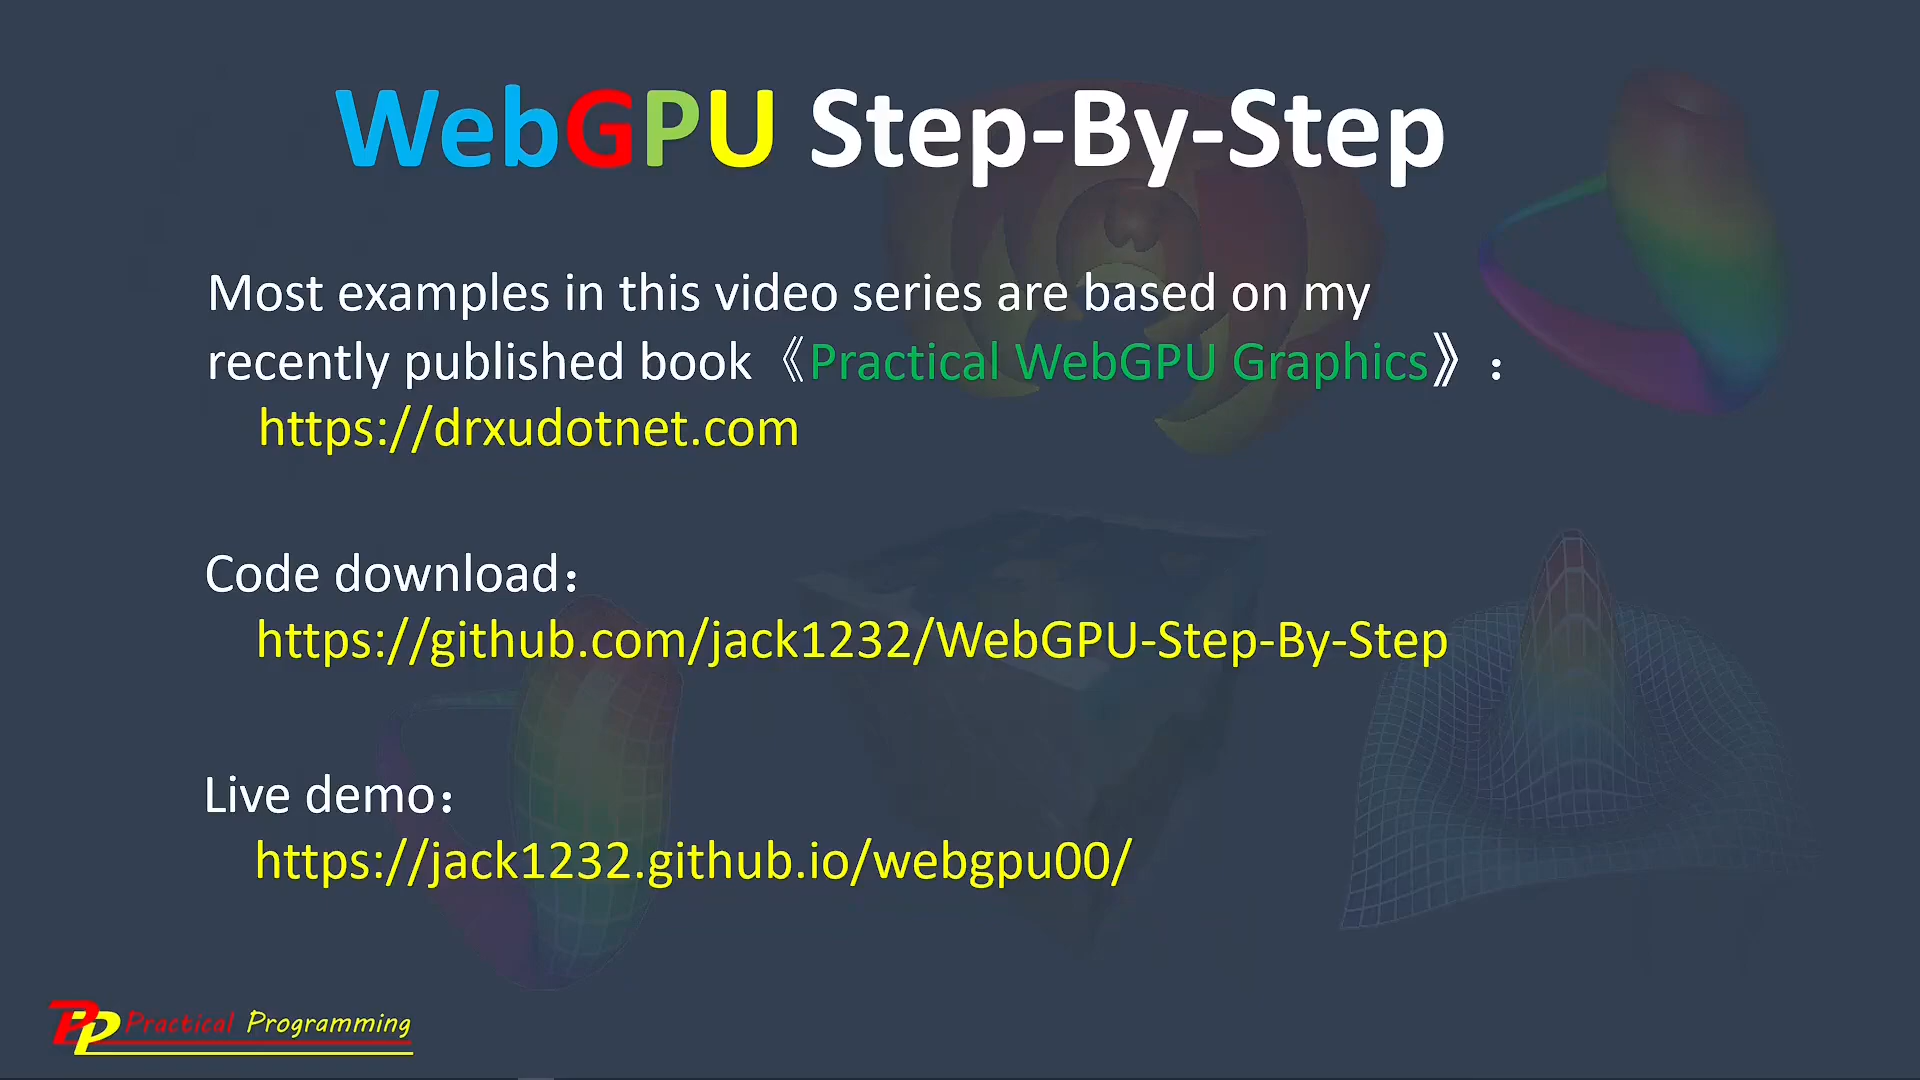 WebGPU Step-By-Step
Most examples in this video series are based on my
recently published book 《Practical WebGPU Graphics》：
https://drxudotnet.com
Code download：
https://github.com/jack1232/WebGPU-Step-By-Step
Live demo：
https://jack1232.github.io/webgpu00/
PP Practical Programming